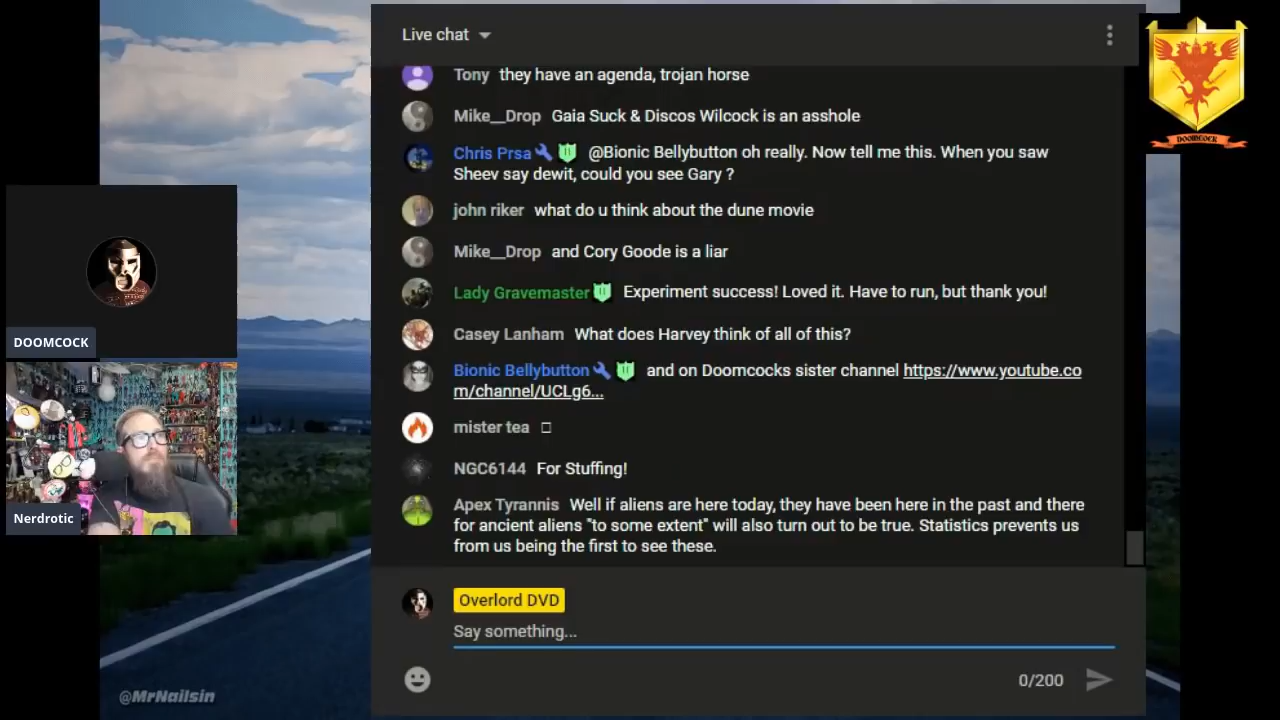 Live chat
DOOMCOCK
Tony they have an agenda, trojan horse
Mike__Drop Gaia Suck & Discos Wilcock is an asshole
Chris Prsa @Bionic Bellybutton oh really. Now tell me this. When you saw
Sheev say dewit, could you see Gary ?
john riker what do u think about the dune movie
Mike__Drop and Cory Goode is a liar
Lady Gravemaster Experiment success! Loved it. Have to run, but thank you!
Casey Lanham What does Harvey think of all of this?
DOOMCOCK
Bionic Bellybutton and on Doomcocks sister channel https://www.youtube.co
m/channel/UCLg6...
mister tea
NGC6144 For Stuffing!
Apex Tyrannis Well if aliens are here today, they have been here in the past and there
for ancient aliens "to some extent" will also turn out to be true. Statistics prevents us
from us being the first to see these.
Nerdrotic
Overlord DVD
Say something...
0/200
@MrNailsin